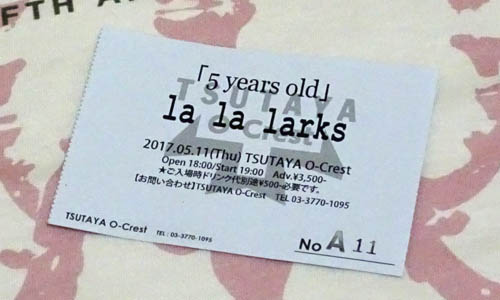 FTH A
「5 years old」
la la larks
TSUTAYA
O-Crest
2017.05.11(Thu) TSUTAYA O-Crest
Open 18:00/Start 19:00 Adv.¥3,500-
★ご入場時ドリンク代別途¥500-必要です。
【お問い合わせ】TSUTAYA O-Crest TEL 03-3770-1095
TSUTAYA O-Crest TEL : 03-3770-1095
No A 11